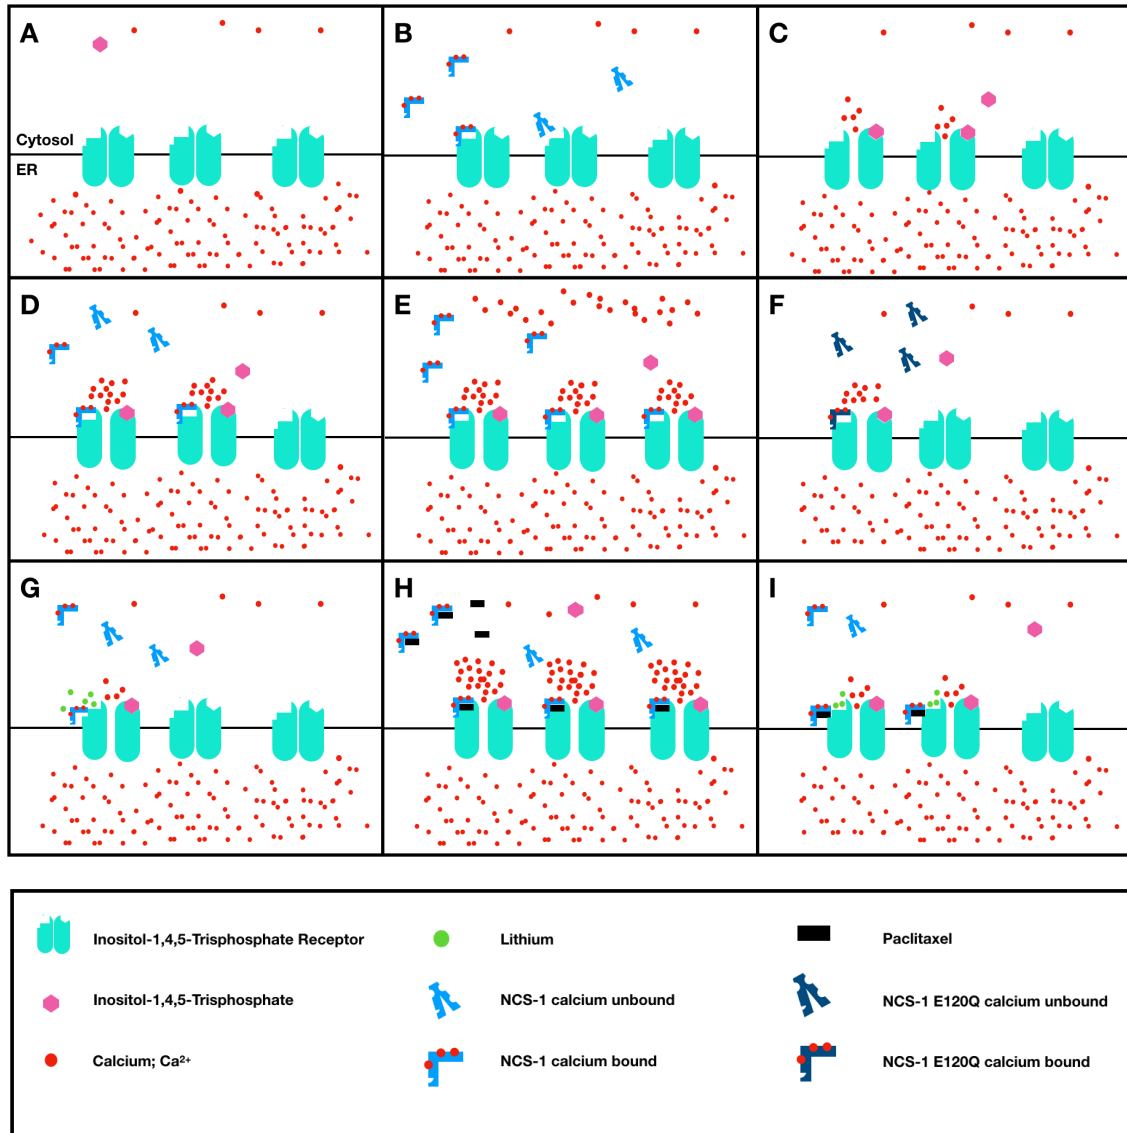 A
B
C
Cytosol
ER
D
E
F
G
H
I
Inositol-1,4,5-Trisphosphate Receptor
Lithium
Paclitaxel
Inositol-1,4,5-Trisphosphate
NCS-1 calcium unbound
NCS-1 E120Q calcium unbound
Calcium; Ca²⁺
NCS-1 calcium bound
NCS-1 E120Q calcium bound